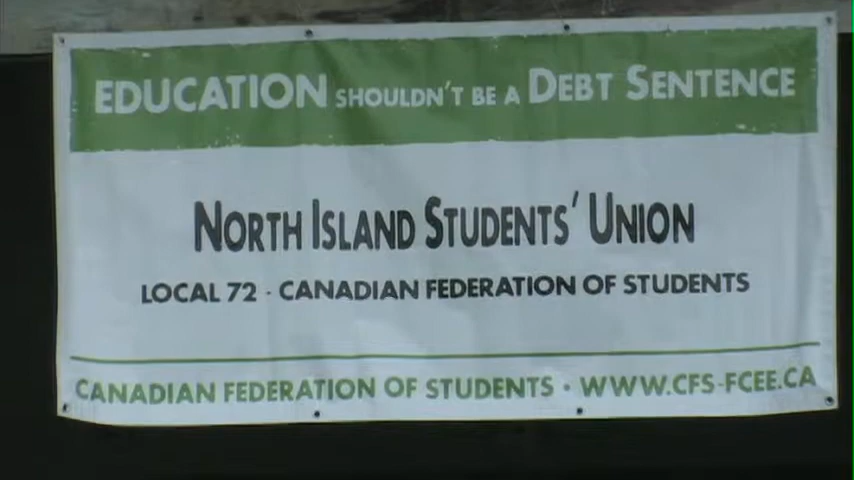 EDUCATION SHOULDN'T BE A DEBT SENTENCE
NORTH ISLAND STUDENTS' UNION
LOCAL 72 - CANADIAN FEDERATION OF STUDENTS
CANADIAN FEDERATION OF STUDENTS • WWW.CFS-FCEE.CA